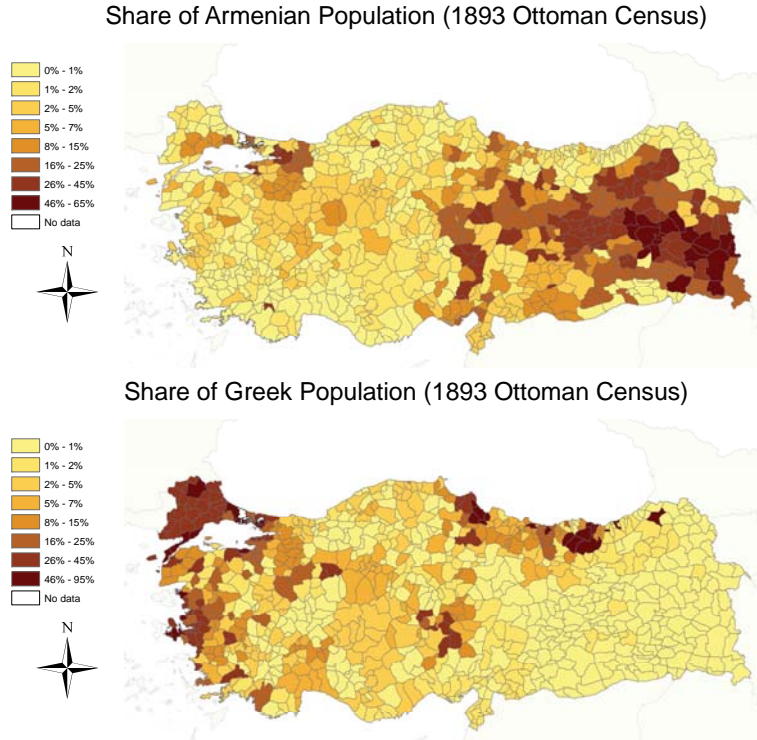 Share of Armenian Population (1893 Ottoman Census)
0% - 1%
1% - 2%
2% - 5%
5% - 7%
8% - 15%
16% - 25%
26% - 45%
46% - 65%
No data
N
Share of Greek Population (1893 Ottoman Census)
0% - 1%
1% - 2%
2% - 5%
5% - 7%
8% - 15%
16% - 25%
26% - 45%
46% - 95%
No data
N